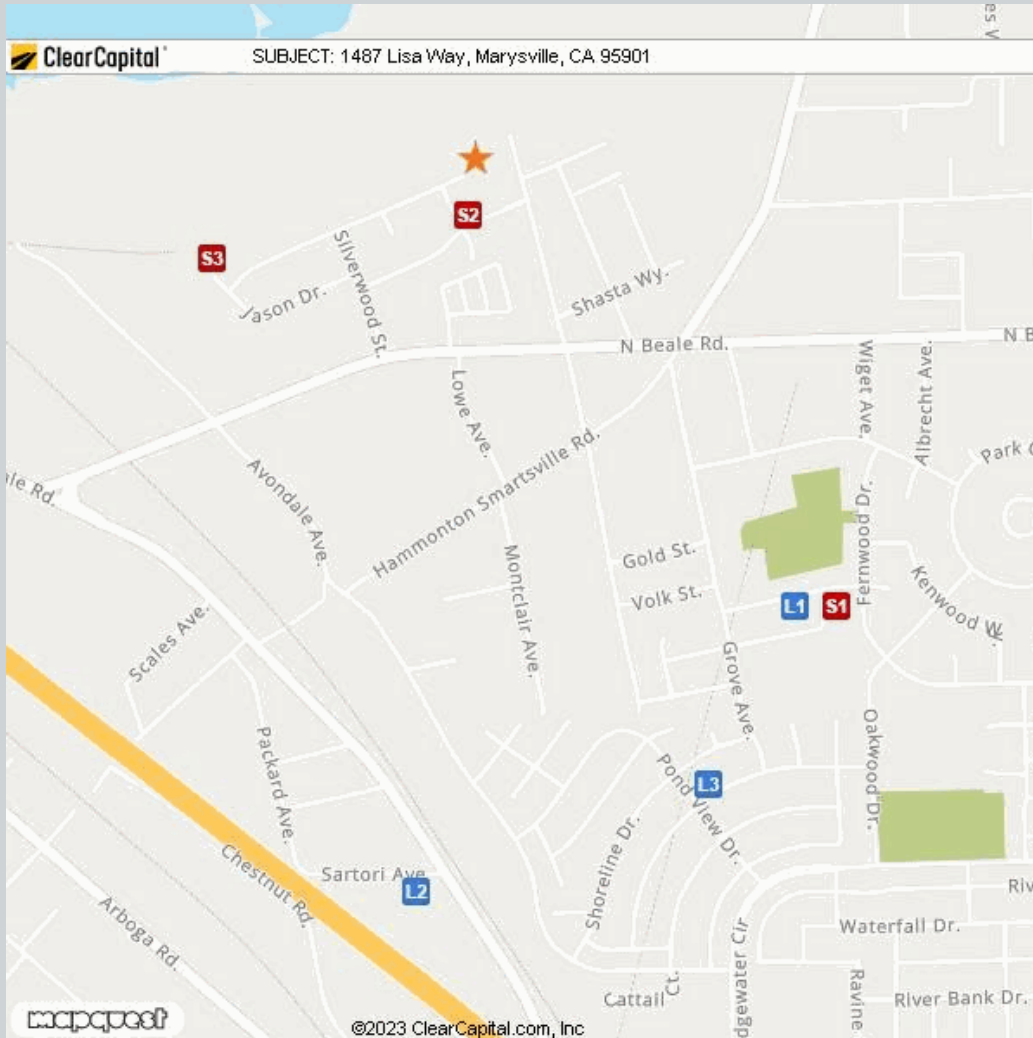 es V
ClearCapital
SUBJECT: 1487 Lisa Way, Marysville, CA 95901
S2
S3
Silverwood St.
Jason Dr.
Shasta Wy.
N Beale Rd.
N B
Wiget Ave.
Albrecht Ave.
Lowe Ave.
Park C
ale Rd.
Avondale Ave.
Hammonton Smartsville Rd.
Fernwood Dr.
Gold St.
Volk St.
Montclair Ave.
Kenwood W.
L1
S1
Scales Ave.
Grove Ave.
Oakwood Dr.
Packard Ave.
Pond View Dr.
L3
Shoreline Dr.
Chestnut Rd.
Sartori Ave
L2
Riv
Arboga Rd.
Waterfall Dr.
dgewater Cir
Cattail Ct.
Ravine
River Bank Dr.
mapquest
©2023 ClearCapital.com, Inc